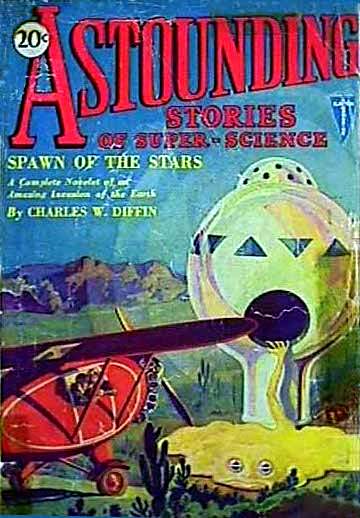 20¢
ASTOUNDING
STORIES
OF SUPER-SCIENCE
SPAWN OF THE STARS
A Complete Novelet of an
Amazing Invasion of the Earth
By CHARLES W. DIFFIN